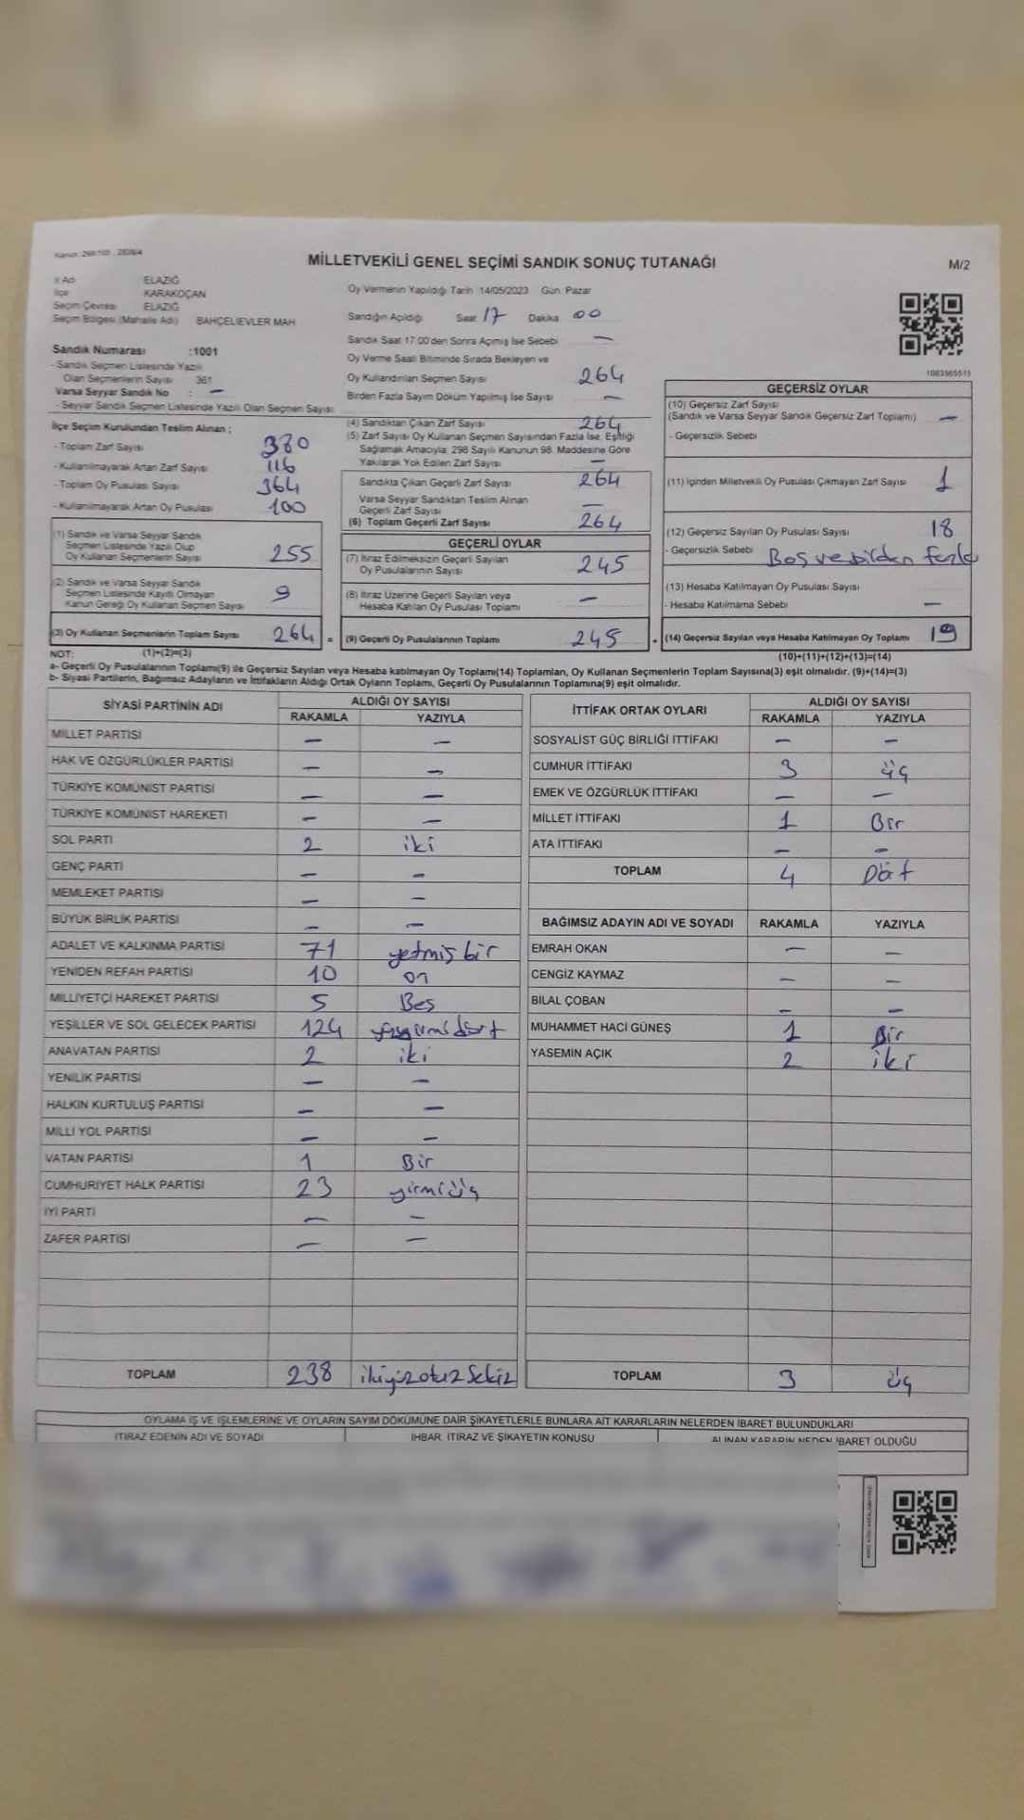 MİLLETVEKİLİ GENEL SEÇİMİ SANDIK SONUÇ TUTANAĞI
M/2
İl Adı ELAZIĞ
İlçe KARAKOÇAN
Seçim Çevresi ELAZIĞ
Seçim Bölgesi (Mahalle Adı) BAHÇELİEVLER MAH
Sandık Numarası :1001
- Sandık Seçmen Listesinde Yazılı
Olan Seçmenlerin Sayısı 361
Varsa Seyyar Sandık No : -
- Seyyar Sandık Seçmen Listesinde Yazılı Olan Seçmen Sayısı
İlçe Seçim Kurulundan Teslim Alınan ;
- Toplam Zarf Sayısı 380
- Kullanılmayarak Artan Zarf Sayısı 116
- Toplam Oy Pusulası Sayısı 364
- Kullanılmayarak Artan Oy Pusulası 100
(1) Sandık ve Varsa Seyyar Sandık
Seçmen Listesinde Yazılı Olup
Oy Kullanan Seçmenlerin Sayısı 255
(2) Sandık ve Varsa Seyyar Sandık
Seçmen Listesinde Kayıtlı Olmayan
Kanun Gereği Oy Kullanan Seçmen Sayısı 9
(3) Oy Kullanan Seçmenlerin Toplam Sayısı 264 =
(1)+(2)=(3)
Oy Vermenin Yapıldığı Tarih 14/05/2023 Gün: Pazar
Sandığın Açıldığı Saat 17 Dakika 00
Sandık Saat 17:00'den Sonra Açılmış İse Sebebi -
Oy Verme Saati Bitiminde Sırada Bekleyen ve
Oy Kullandırılan Seçmen Sayısı 264
Birden Fazla Sayım Döküm Yapılmış İse Sayısı -
(4) Sandıktan Çıkan Zarf Sayısı 264
(5) Zarf Sayısı Oy Kullanan Seçmen Sayısından Fazla İse, Eşitliği
Sağlamak Amacıyla; 298 Sayılı Kanunun 98. Maddesine Göre
Yakılarak Yok Edilen Zarf Sayısı -
Sandıkta Çıkan Geçerli Zarf Sayısı 264
Varsa Seyyar Sandıktan Teslim Alınan
Geçerli Zarf Sayısı -
(6) Toplam Geçerli Zarf Sayısı 264
GEÇERLİ OYLAR
(7) İtiraz Edilmeksizin Geçerli Sayılan
Oy Pusulalarının Sayısı 245
(8) İtiraz Üzerine Geçerli Sayılan veya
Hesaba Katılan Oy Pusulası Toplamı -
(9) Geçerli Oy Pusulalarının Toplamı 245 +
1083565515
GEÇERSİZ OYLAR
(10) Geçersiz Zarf Sayısı
(Sandık ve Varsa Seyyar Sandık Geçersiz Zarf Toplamı) -
- Geçersizlik Sebebi
(11) İçinden Milletvekili Oy Pusulası Çıkmayan Zarf Sayısı 1
(12) Geçersiz Sayılan Oy Pusulası Sayısı 18
- Geçersizlik Sebebi Boş ve birden fazla
(13) Hesaba Katılmayan Oy Pusulası Sayısı
- Hesaba Katılmama Sebebi -
(14) Geçersiz Sayılan veya Hesaba Katılmayan Oy Toplamı 19
(10)+(11)+(12)+(13)=(14)
NOT:
a- Geçerli Oy Pusulalarının Toplamı(9) ile Geçersiz Sayılan veya Hesaba katılmayan Oy Toplamı(14) Toplamları, Oy Kullanan Seçmenlerin Toplam Sayısına(3) eşit olmalıdır. (9)+(14)=(3)
b- Siyasi Partilerin, Bağımsız Adayların ve İttifakların Aldığı Ortak Oyların Toplamı, Geçerli Oy Pusulalarının Toplamına(9) eşit olmalıdır.
SİYASİ PARTİNİN ADI ALDIĞI OY SAYISI
RAKAMLA YAZIYLA
MİLLET PARTİSİ - -
HAK VE ÖZGÜRLÜKLER PARTİSİ - -
TÜRKİYE KOMÜNİST PARTİSİ - -
TÜRKİYE KOMÜNİST HAREKETİ - -
SOL PARTİ 2 iki
GENÇ PARTİ - -
MEMLEKET PARTİSİ - -
BÜYÜK BİRLİK PARTİSİ - -
ADALET VE KALKINMA PARTİSİ 71 yetmiş bir
YENİDEN REFAH PARTİSİ 10 on
MİLLİYETÇİ HAREKET PARTİSİ 5 Beş
YEŞİLLER VE SOL GELECEK PARTİSİ 124
ANAVATAN PARTİSİ 2 iki
YENİLİK PARTİSİ - -
HALKIN KURTULUŞ PARTİSİ - -
MİLLİ YOL PARTİSİ - -
VATAN PARTİSİ 1 Bir
CUMHURİYET HALK PARTİSİ 23 yirmi üç
İYİ PARTİ - -
ZAFER PARTİSİ - -
TOPLAM 238 ikiyüzotuz Sekiz
İTTİFAK ORTAK OYLARI ALDIĞI OY SAYISI
RAKAMLA YAZIYLA
SOSYALİST GÜÇ BİRLİĞİ İTTİFAKI - -
CUMHUR İTTİFAKI 3 üç
EMEK VE ÖZGÜRLÜK İTTİFAKI - -
MİLLET İTTİFAKI 1 Bir
ATA İTTİFAKI - -
TOPLAM 4 Dört
BAĞIMSIZ ADAYIN ADI VE SOYADI RAKAMLA YAZIYLA
EMRAH OKAN - -
CENGİZ KAYMAZ - -
BİLAL ÇOBAN - -
MUHAMMET HACI GÜNEŞ 1 Bir
YASEMİN AÇIK 2 iki
TOPLAM 3 üç
OYLAMA İŞ VE İŞLEMLERİNE VE OYLARIN SAYIM DÖKÜMÜNE DAİR ŞİKAYETLERLE BUNLARA AİT KARARLARIN NELERDEN İBARET BULUNDUKLARI
İTİRAZ EDENİN ADI VE SOYADI İHBAR, İTİRAZ VE ŞİKAYETİN KONUSU ALINAN KARARIN NEDEN İBARET OLDUĞU